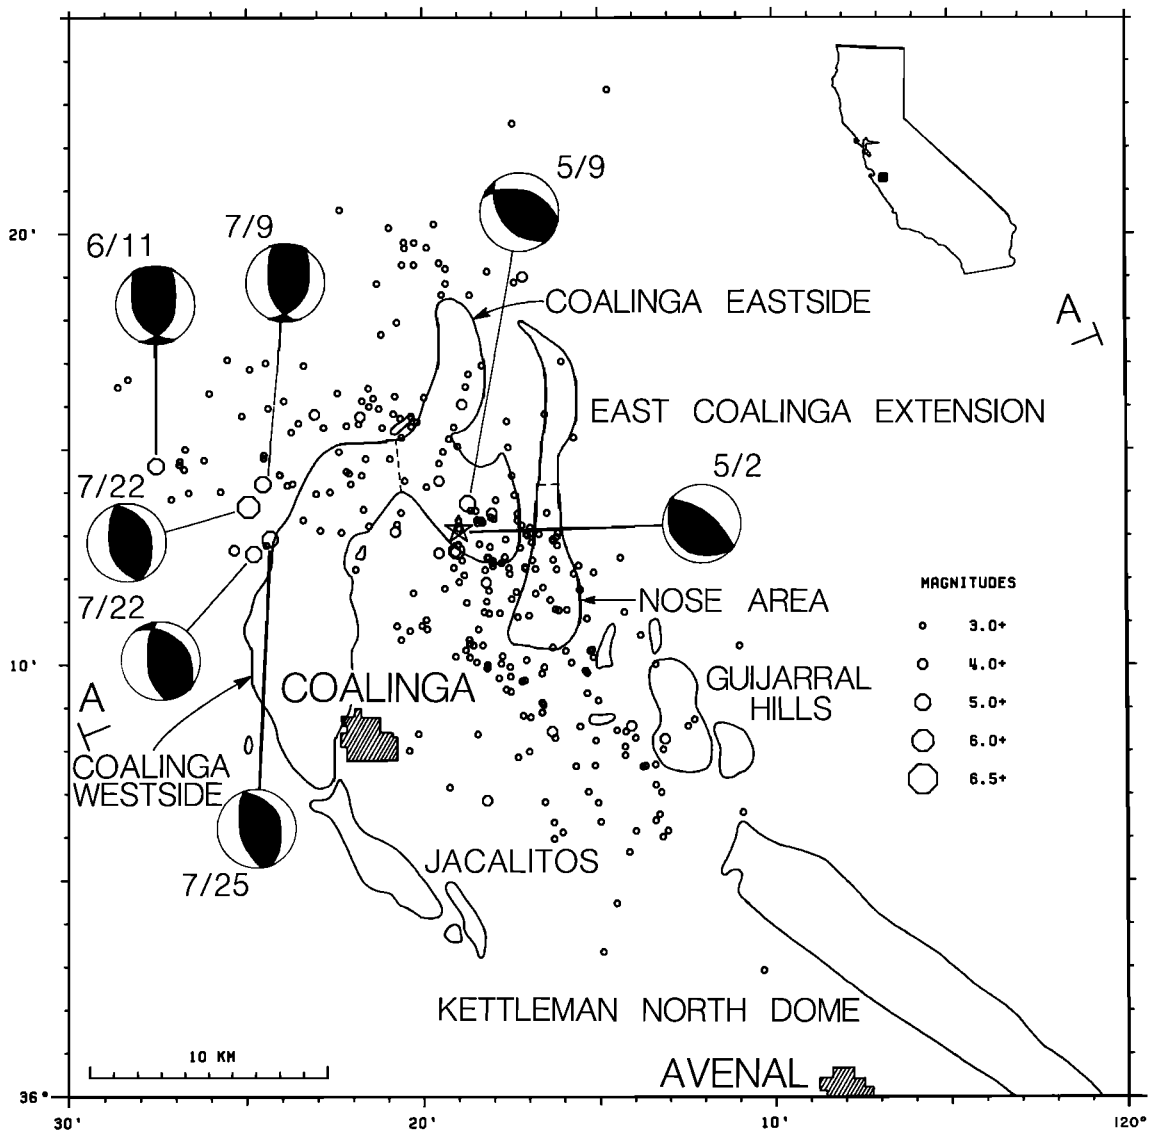 5/9
7/9
6/11
20'
A
COALINGA EASTSIDE
EAST COALINGA EXTENSION
5/2
7/22
7/22
MAGNITUDES
3.0+
4.0+
5.0+
6.0+
6.5+
NOSE AREA
10'
A
COALINGA
GUIJARRAL
HILLS
COALINGA
WESTSIDE
JACALITOS
7/25
KETTLEMAN NORTH DOME
10 KM
AVENAL
36°
30'
20'
10'
120°